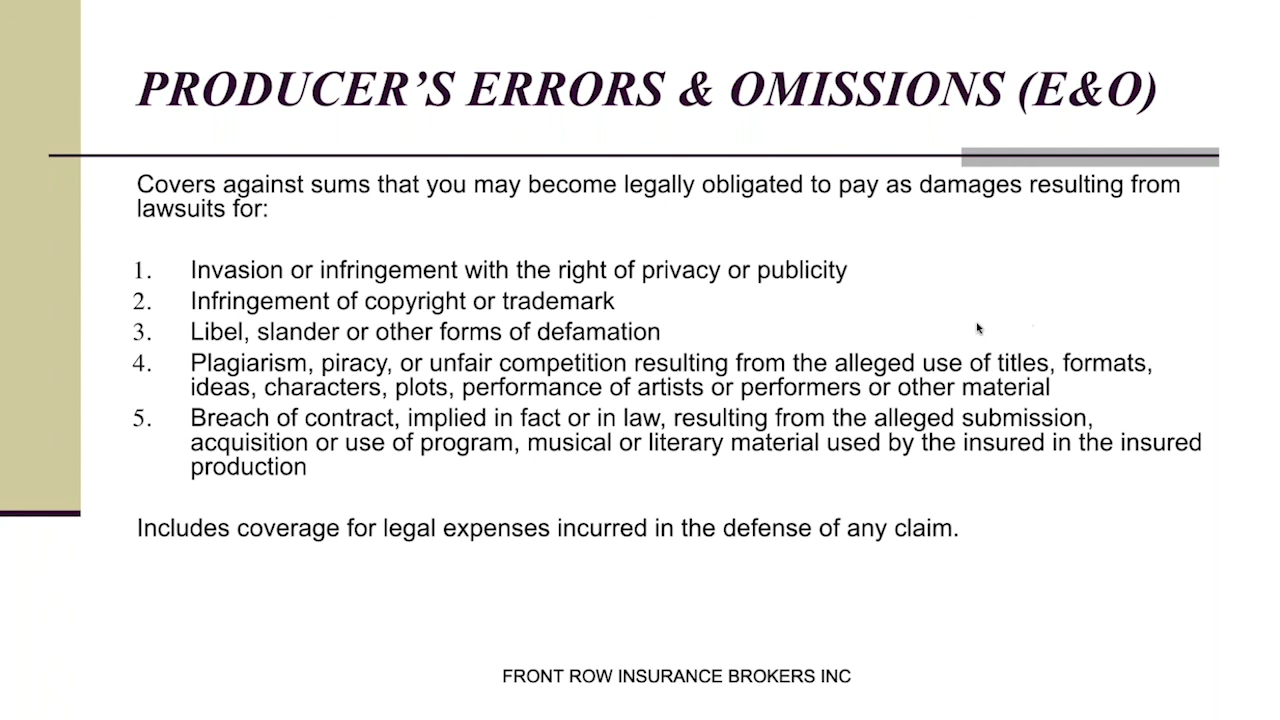 PRODUCER’S ERRORS & OMISSIONS (E&O)
Covers against sums that you may become legally obligated to pay as damages resulting from
lawsuits for:
1. Invasion or infringement with the right of privacy or publicity
2. Infringement of copyright or trademark
3. Libel, slander or other forms of defamation
4. Plagiarism, piracy, or unfair competition resulting from the alleged use of titles, formats,
ideas, characters, plots, performance of artists or performers or other material
5. Breach of contract, implied in fact or in law, resulting from the alleged submission,
acquisition or use of program, musical or literary material used by the insured in the insured
production
Includes coverage for legal expenses incurred in the defense of any claim.
FRONT ROW INSURANCE BROKERS INC